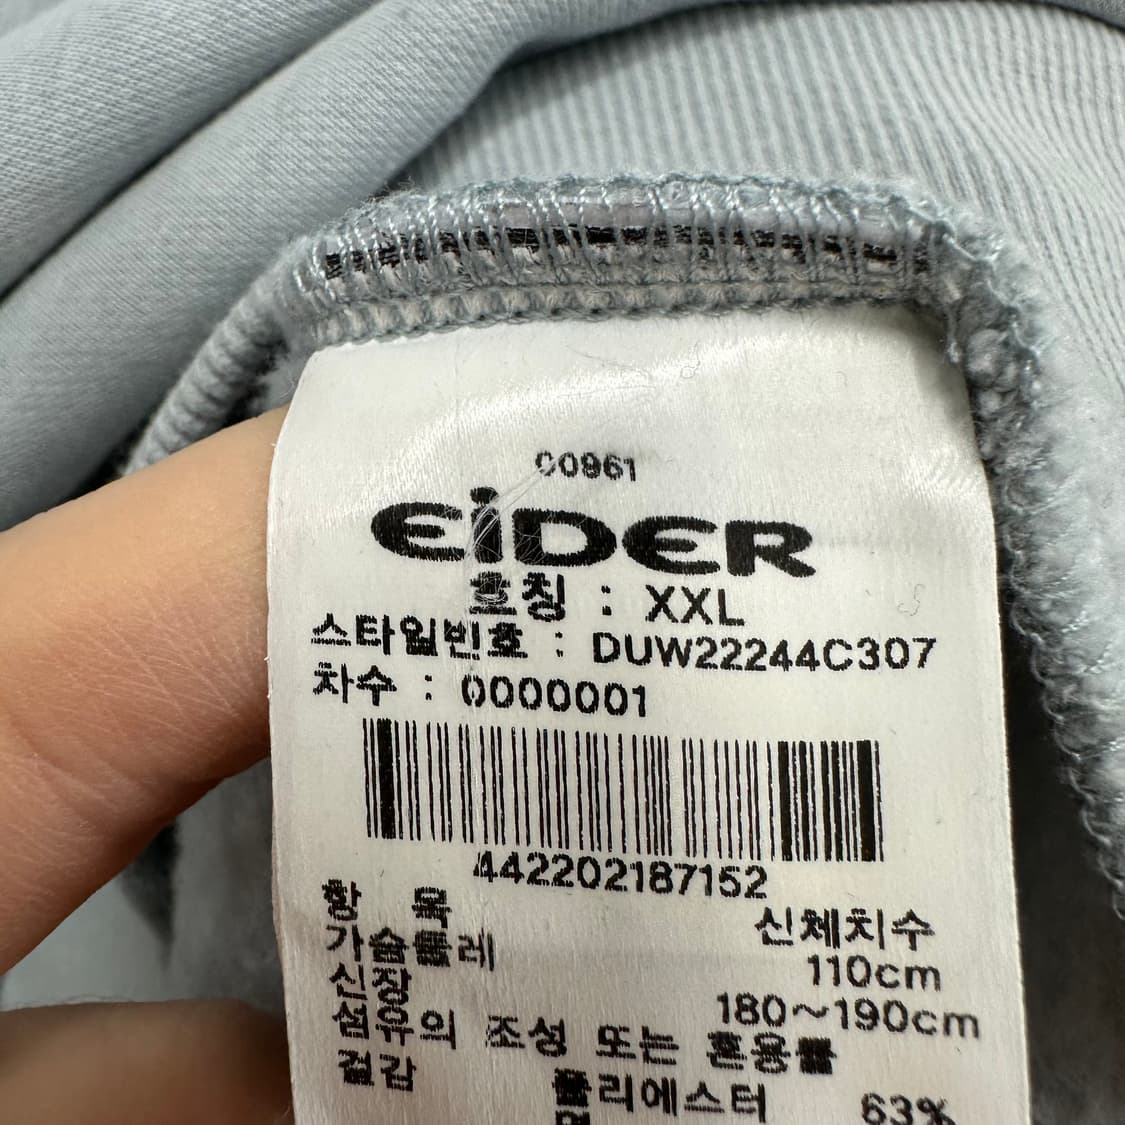 00961
EiDER
호칭 : XXL
스타일번호 : DUW22244C307
차수 : 0000001
442202187152
항 목 신체치수
가슴둘레 110cm
신장 180~190cm
섬유의 조성 또는 혼용률
겉감
폴리에스터 63%